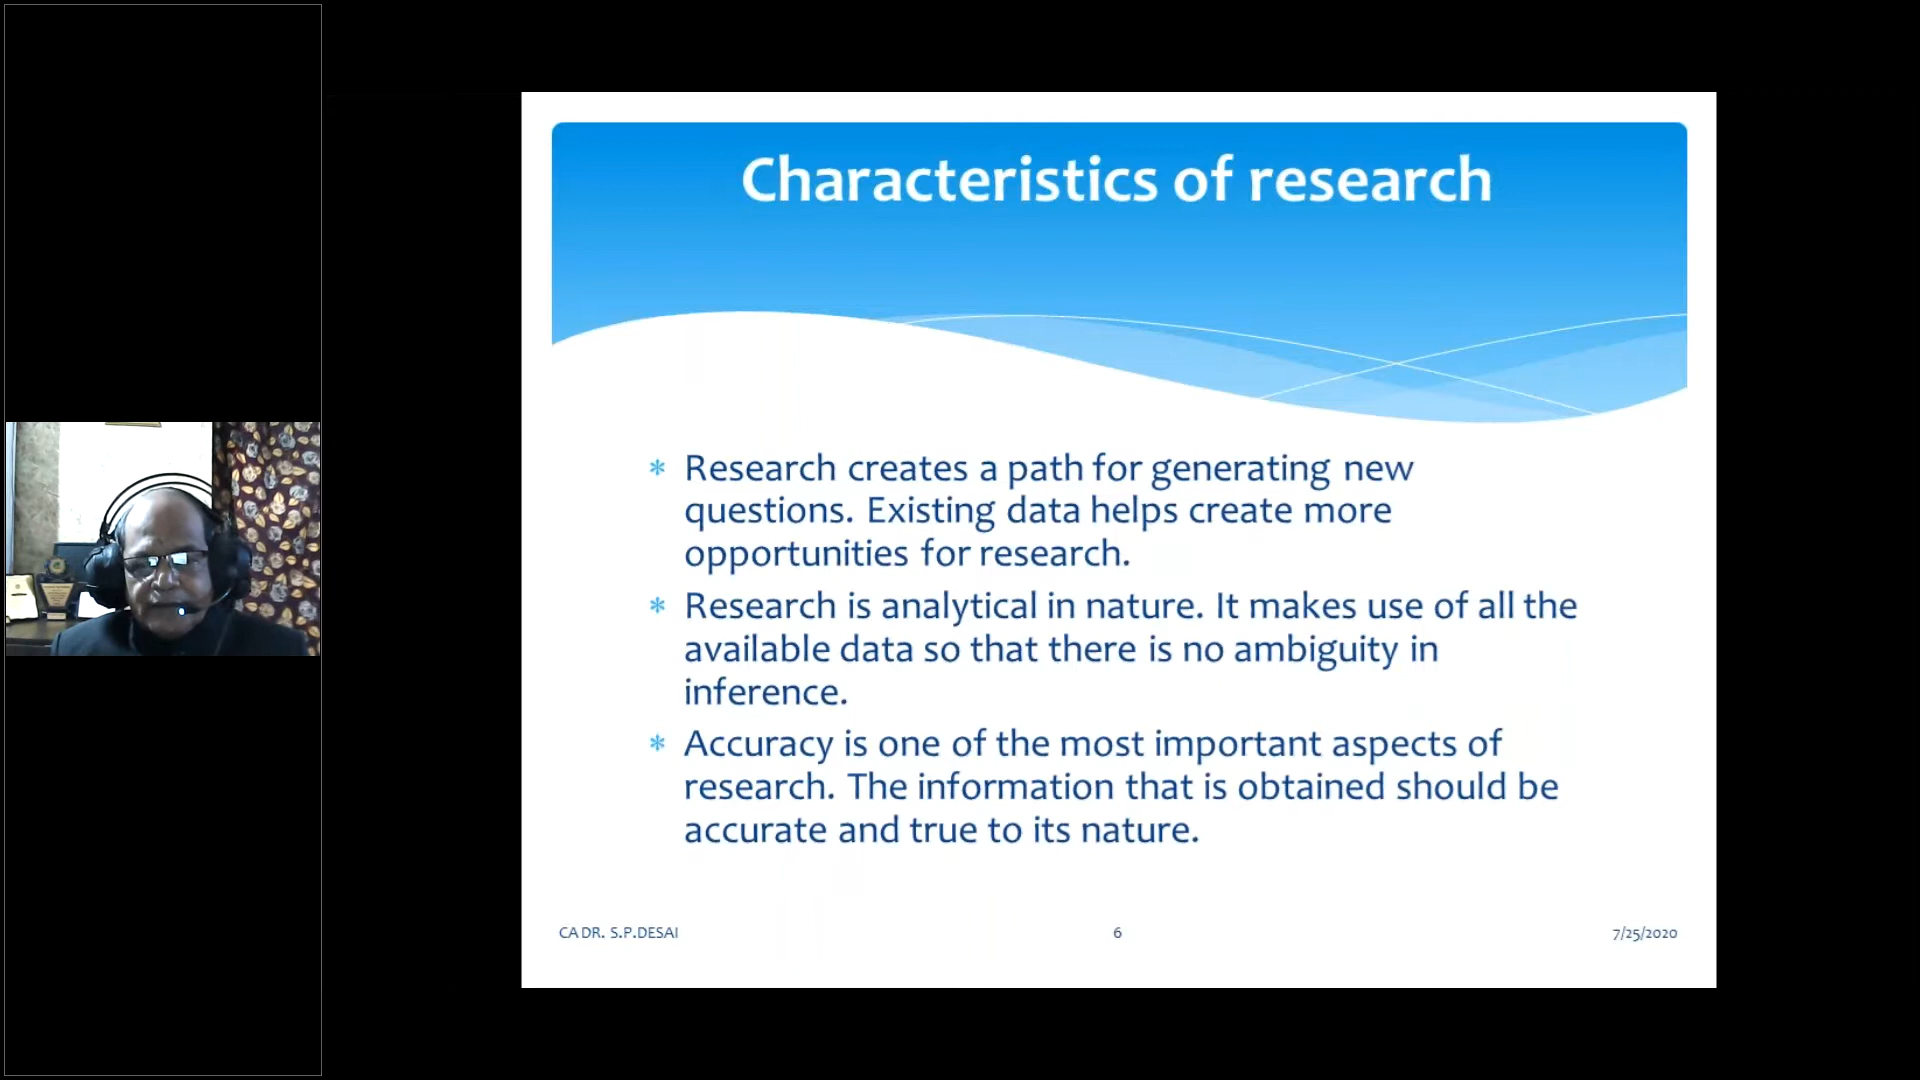 Characteristics of research
* Research creates a path for generating new
questions. Existing data helps create more
opportunities for research.
* Research is analytical in nature. It makes use of all the
available data so that there is no ambiguity in
inference.
* Accuracy is one of the most important aspects of
research. The information that is obtained should be
accurate and true to its nature.
CA DR. S.P.DESAI
6
7/25/2020